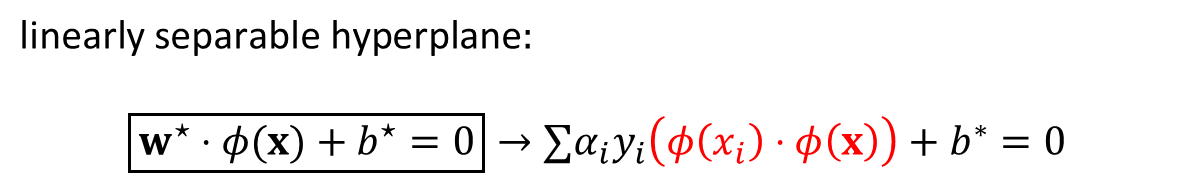 linearly separable hyperplane:
𝐰⋆ · 𝜙(𝐱) + 𝑏⋆ = 0 → ∑𝛼ᵢ𝑦ᵢ(𝜙(𝑥ᵢ) · 𝜙(𝐱)) + 𝑏* = 0